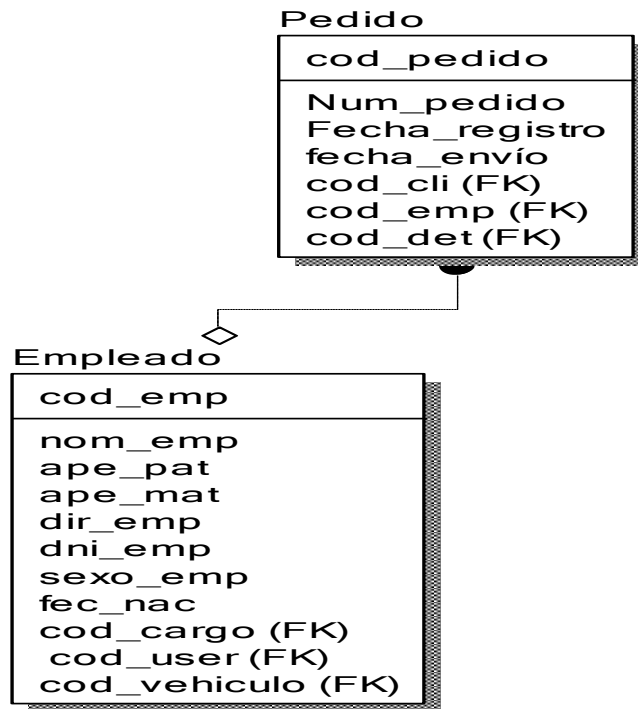 Pedido
cod_pedido
Num_pedido
Fecha_registro
fecha_envío
cod_cli (FK)
cod_emp (FK)
cod_det (FK)
Empleado
cod_emp
nom_emp
ape_pat
ape_mat
dir_emp
dni_emp
sexo_emp
fec_nac
cod_cargo (FK)
cod_user (FK)
cod_vehiculo (FK)